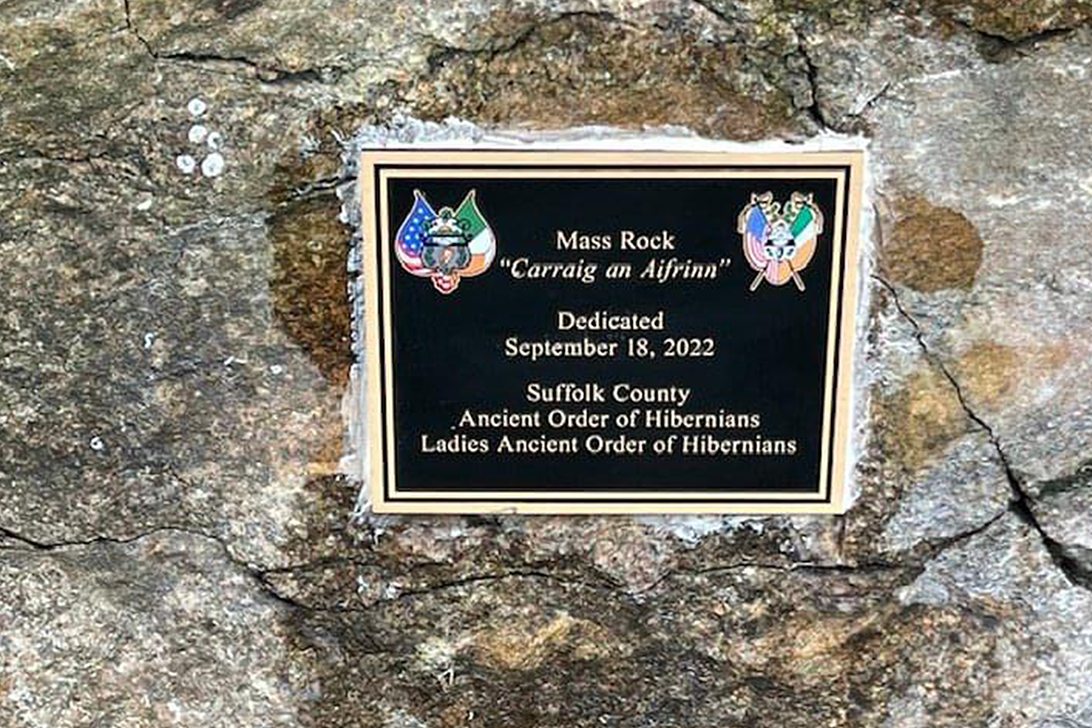 Mass Rock
"Carraig an Aifrinn"
Dedicated
September 18, 2022
Suffolk County
Ancient Order of Hibernians
Ladies Ancient Order of Hibernians